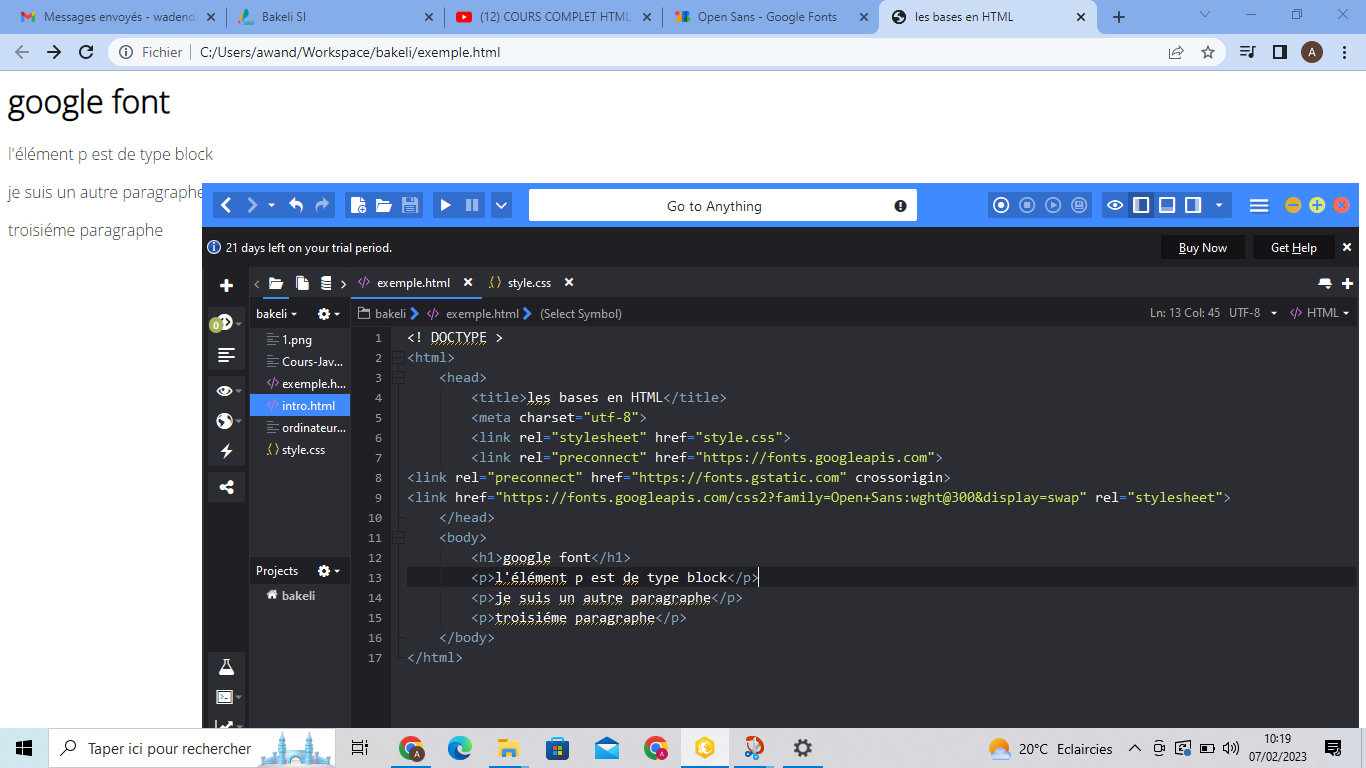 Messages envoyés - wadend
Bakeli SI
(12) COURS COMPLET HTML
Open Sans - Google Fonts
les bases en HTML
Fichier
C:/Users/awand/Workspace/bakeli/exemple.html
A
google font
l'élément p est de type block
je suis un autre paragraphe
troisiéme paragraphe
Go to Anything
21 days left on your trial period.
Buy Now
Get Help
exemple.html
style.css
bakeli
bakeli
exemple.html
(Select Symbol)
Ln: 13 Col: 45
UTF-8
HTML
0
1.png
Cours-Jav...
exemple.h...
intro.html
ordinateur...
style.css
Projects
bakeli
1 <! DOCTYPE >
2 <html>
3 <head>
4 <title>les bases en HTML</title>
5 <meta charset="utf-8">
6 <link rel="stylesheet" href="style.css">
7 <link rel="preconnect" href="https://fonts.googleapis.com">
8 <link rel="preconnect" href="https://fonts.gstatic.com" crossorigin>
9 <link href="https://fonts.googleapis.com/css2?family=Open+Sans:wght@300&display=swap" rel="stylesheet">
10 </head>
11 <body>
12 <h1>google font</h1>
13 <p>l'élément p est de type block</p>
14 <p>je suis un autre paragraphe</p>
15 <p>troisiéme paragraphe</p>
16 </body>
17 </html>
Taper ici pour rechercher
A
20°C Eclaircies
10:19
07/02/2023